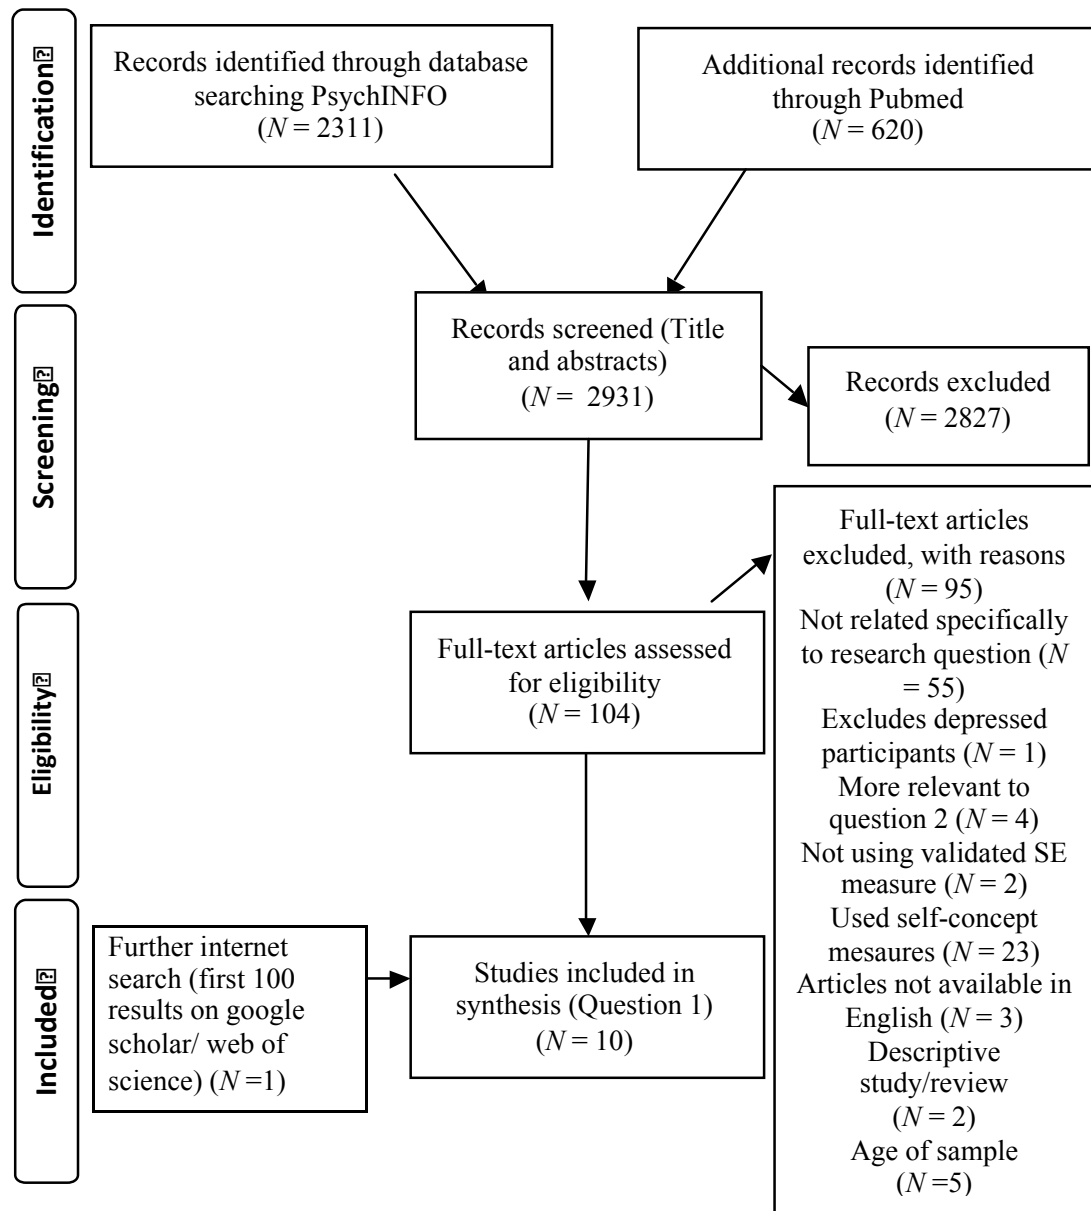 Identification
Records identified through database
searching PsychINFO
(N = 2311)
Additional records identified
through Pubmed
(N = 620)
Screening
Records screened (Title
and abstracts)
(N =  2931)
Records excluded
(N = 2827)
Eligibility
Full-text articles assessed
for eligibility
(N = 104)
Full-text articles
excluded, with reasons
(N = 95)
Not related specifically
to research question (N
= 55)
Excludes depressed
participants (N = 1)
More relevant to
question 2 (N = 4)
Not using validated SE
measure (N = 2)
Used self-concept
mesaures (N = 23)
Articles not available in
English (N = 3)
Descriptive
study/review
(N = 2)
Age of sample
(N =5)
Included
Further internet
search (first 100
results on google
scholar/ web of
science) (N =1)
Studies included in
synthesis (Question 1)
(N = 10)